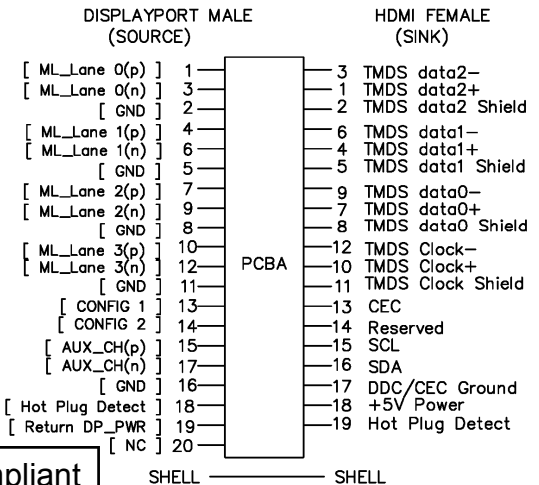 DISPLAYPORT MALE HDMI FEMALE
(SOURCE) (SINK)
[ ML_Lane 0(p) ] 1 3 TMDS data2-
[ ML_Lane 0(n) ] 3 1 TMDS data2+
[ GND ] 2 2 TMDS data2 Shield
[ ML_Lane 1(p) ] 4 6 TMDS data1-
[ ML_Lane 1(n) ] 6 4 TMDS data1+
[ GND ] 5 5 TMDS data1 Shield
[ ML_Lane 2(p) ] 7 9 TMDS data0-
[ ML_Lane 2(n) ] 9 7 TMDS data0+
[ GND ] 8 8 TMDS data0 Shield
[ ML_Lane 3(p) ] 10 12 TMDS Clock-
[ ML_Lane 3(n) ] 12 PCBA 10 TMDS Clock+
[ GND ] 11 11 TMDS Clock Shield
[ CONFIG 1 ] 13 13 CEC
[ CONFIG 2 ] 14 14 Reserved
[ AUX_CH(p) ] 15 15 SCL
[ AUX_CH(n) ] 17 16 SDA
[ GND ] 16 17 DDC/CEC Ground
[ Hot Plug Detect ] 18 18 +5V Power
[ Return DP_PWR ] 19 19 Hot Plug Detect
[ NC ] 20
SHELL SHELL